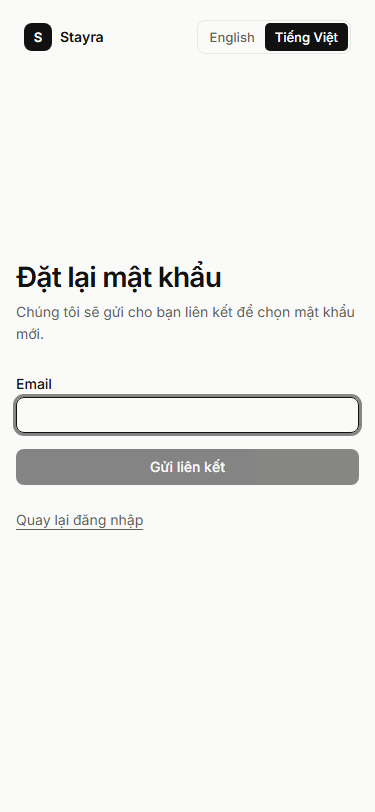 S Stayra English Tiếng Việt
Đặt lại mật khẩu
Chúng tôi sẽ gửi cho bạn liên kết để chọn mật khẩu
mới.
Email
Gửi liên kết
Quay lại đăng nhập